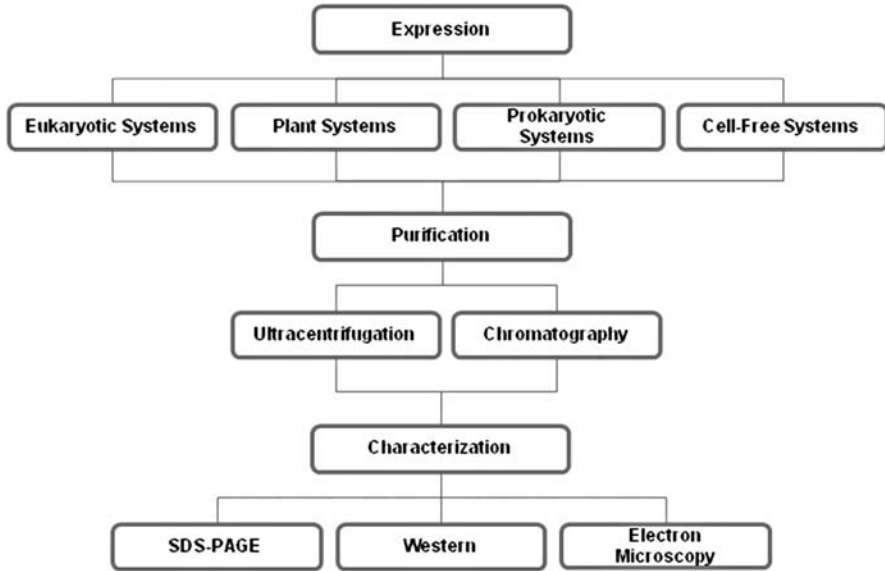 Expression
Eukaryotic Systems
Plant Systems
Prokaryotic
Systems
Cell-Free Systems
Purification
Ultracentrifugation
Chromatography
Characterization
SDS-PAGE
Western
Electron
Microscopy